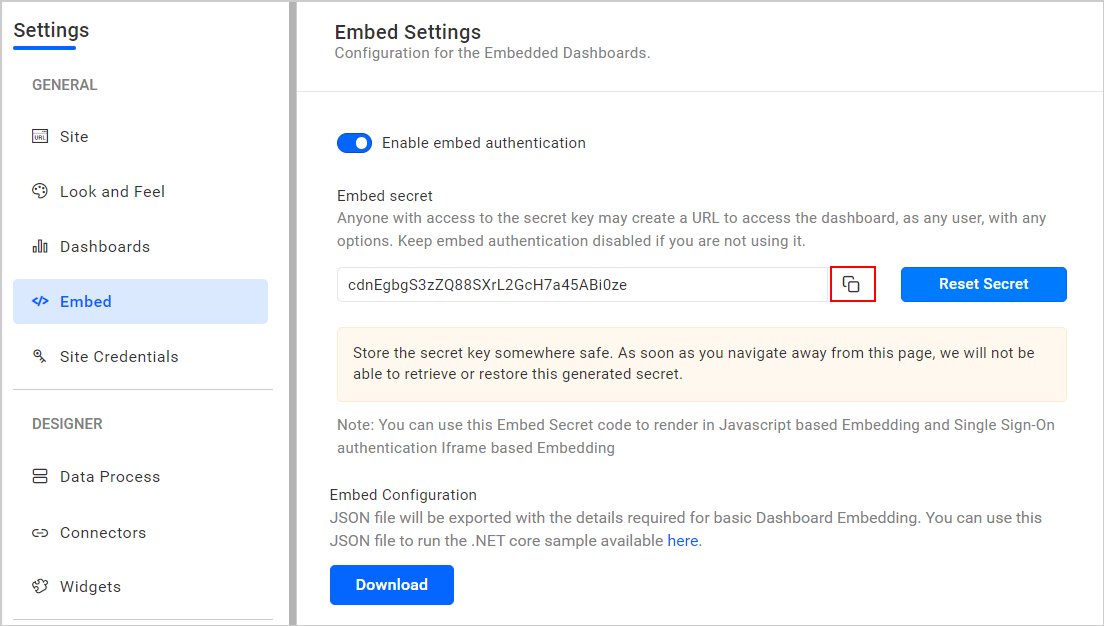 Settings
GENERAL
URL
Site
Look and Feel
Dashboards
Embed
Site Credentials
DESIGNER
Data Process
Connectors
Widgets
Embed Settings
Configuration for the Embedded Dashboards.
Enable embed authentication
Embed secret
Anyone with access to the secret key may create a URL to access the dashboard, as any user, with any
options. Keep embed authentication disabled if you are not using it.
cdnEgbgS3zZQ88SXrL2GcH7a45ABi0ze
Reset Secret
Store the secret key somewhere safe. As soon as you navigate away from this page, we will not be
able to retrieve or restore this generated secret.
Note: You can use this Embed Secret code to render in Javascript based Embedding and Single Sign-On
authentication Iframe based Embedding
Embed Configuration
JSON file will be exported with the details required for basic Dashboard Embedding. You can use this
JSON file to run the .NET core sample available here.
Download